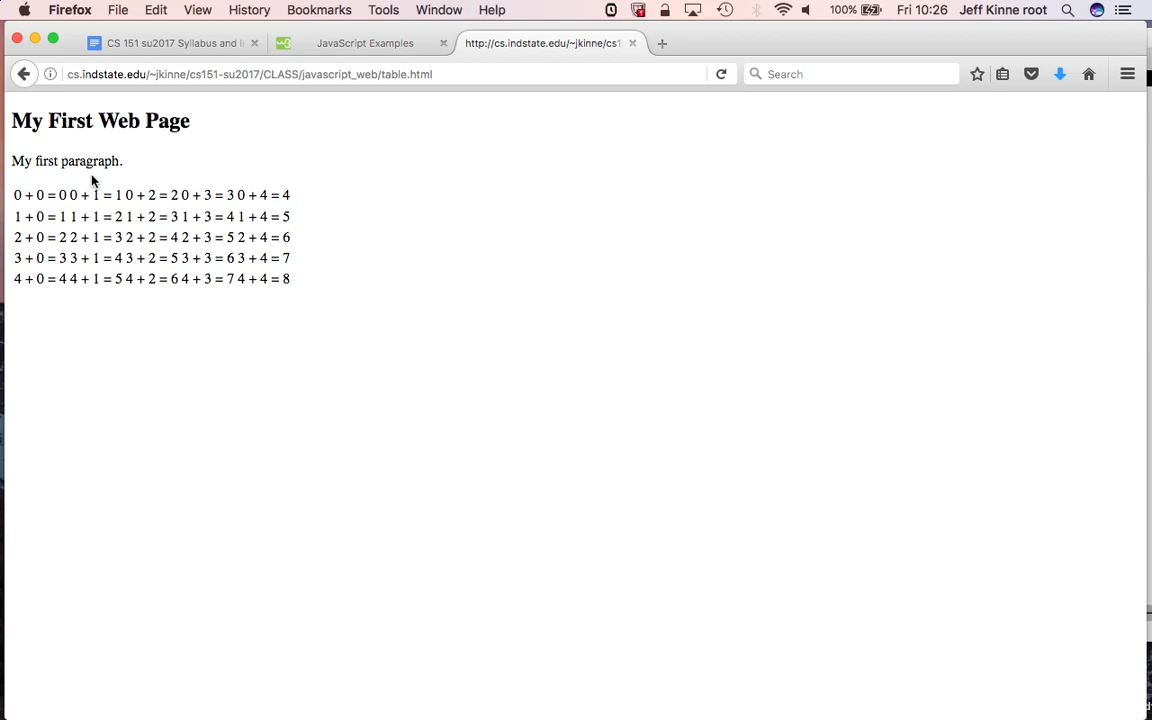 Firefox File Edit View History Bookmarks Tools Window Help 100% Fri 10:26 Jeff Kinne root
CS 151 su2017 Syllabus and I JavaScript Examples http://cs.indstate.edu/~jkinne/cs1
cs.indstate.edu/~jkinne/cs151-su2017/CLASS/javascript_web/table.html Search
My First Web Page
My first paragraph.
0 + 0 = 0 0 + 1 = 1 0 + 2 = 2 0 + 3 = 3 0 + 4 = 4
1 + 0 = 1 1 + 1 = 2 1 + 2 = 3 1 + 3 = 4 1 + 4 = 5
2 + 0 = 2 2 + 1 = 3 2 + 2 = 4 2 + 3 = 5 2 + 4 = 6
3 + 0 = 3 3 + 1 = 4 3 + 2 = 5 3 + 3 = 6 3 + 4 = 7
4 + 0 = 4 4 + 1 = 5 4 + 2 = 6 4 + 3 = 7 4 + 4 = 8